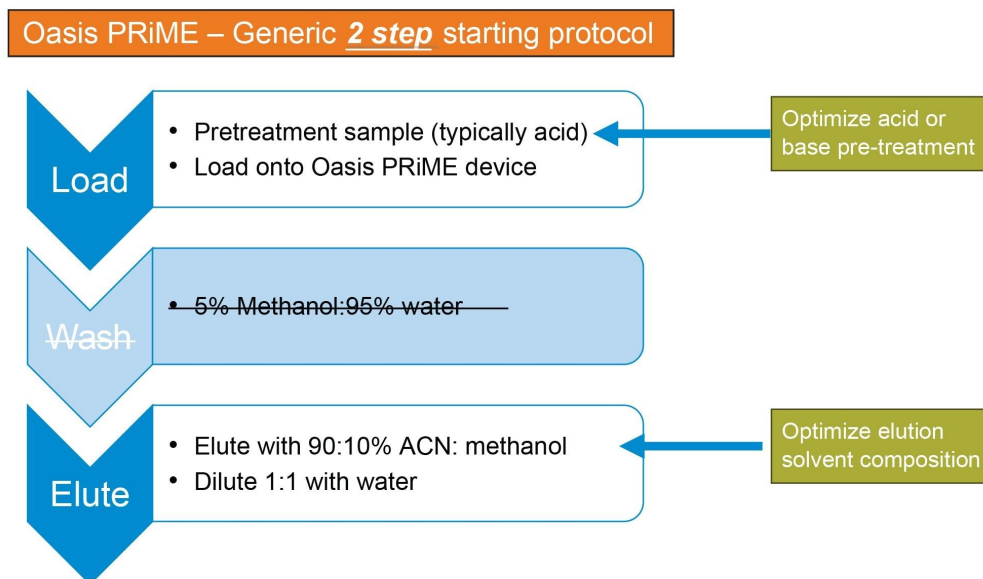 Oasis PRiME – Generic 2 step starting protocol
Load
• Pretreatment sample (typically acid)
• Load onto Oasis PRiME device
Optimize acid or
base pre-treatment
Wash
• 5% Methanol:95% water
Elute
• Elute with 90:10% ACN: methanol
• Dilute 1:1 with water
Optimize elution
solvent composition